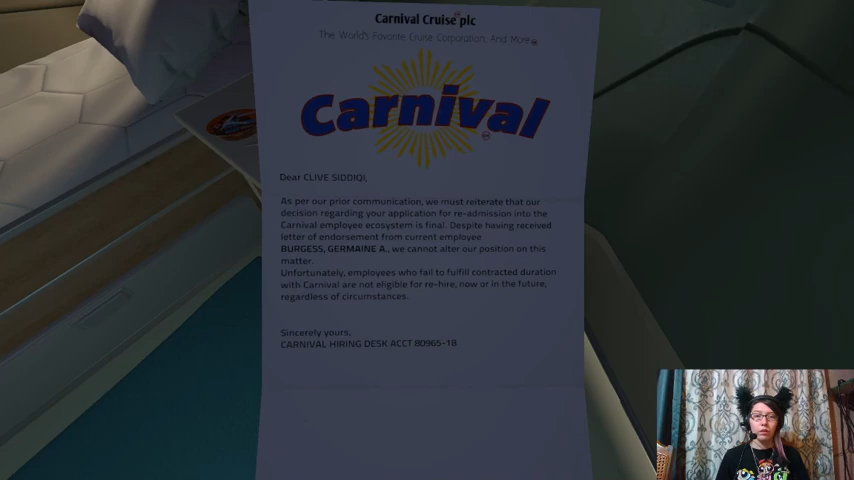 Carnival Cruise plc
The World's Favorite Cruise Corporation, And More
Carnival
Dear CLIVE SIDDIQI,
As per our prior communication, we must reiterate that our
decision regarding your application for re-admission into the
Carnival employee ecosystem is final. Despite having received
letter of endorsement from current employee
BURGESS, GERMAINE A., we cannot alter our position on this
matter.
Unfortunately, employees who fail to fulfill contracted duration
with Carnival are not eligible for re-hire, now or in the future,
regardless of circumstances.
Sincerely yours,
CARNIVAL HIRING DESK ACCT 80965-18